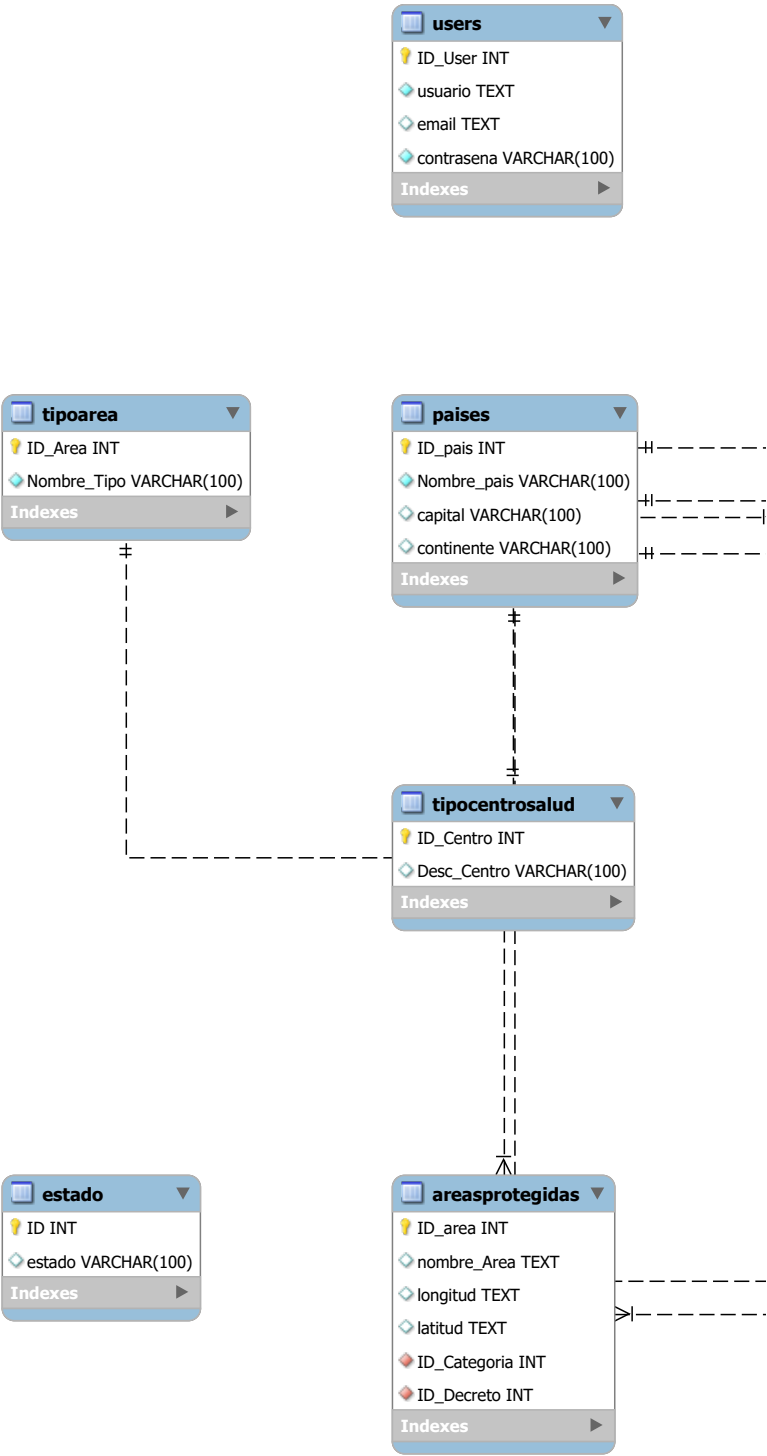 users
ID_User INT
usuario TEXT
email TEXT
contrasena VARCHAR(100)
Indexes
tipoarea
ID_Area INT
Nombre_Tipo VARCHAR(100)
Indexes
paises
ID_pais INT
Nombre_pais VARCHAR(100)
capital VARCHAR(100)
continente VARCHAR(100)
Indexes
tipocentrosalud
ID_Centro INT
Desc_Centro VARCHAR(100)
Indexes
estado
ID INT
estado VARCHAR(100)
Indexes
areasprotegidas
ID_area INT
nombre_Area TEXT
longitud TEXT
latitud TEXT
ID_Categoria INT
ID_Decreto INT
Indexes